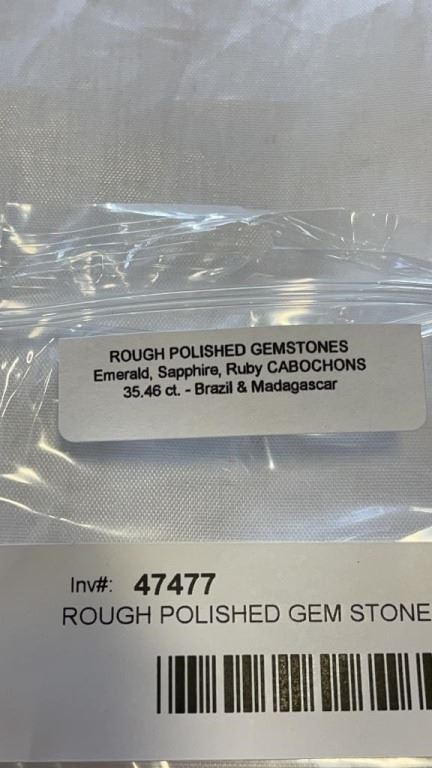 ROUGH POLISHED GEMSTONES
Emerald, Sapphire, Ruby CABOCHONS
35.46 ct. - Brazil & Madagascar
Inv#: 47477
ROUGH POLISHED GEM STONE